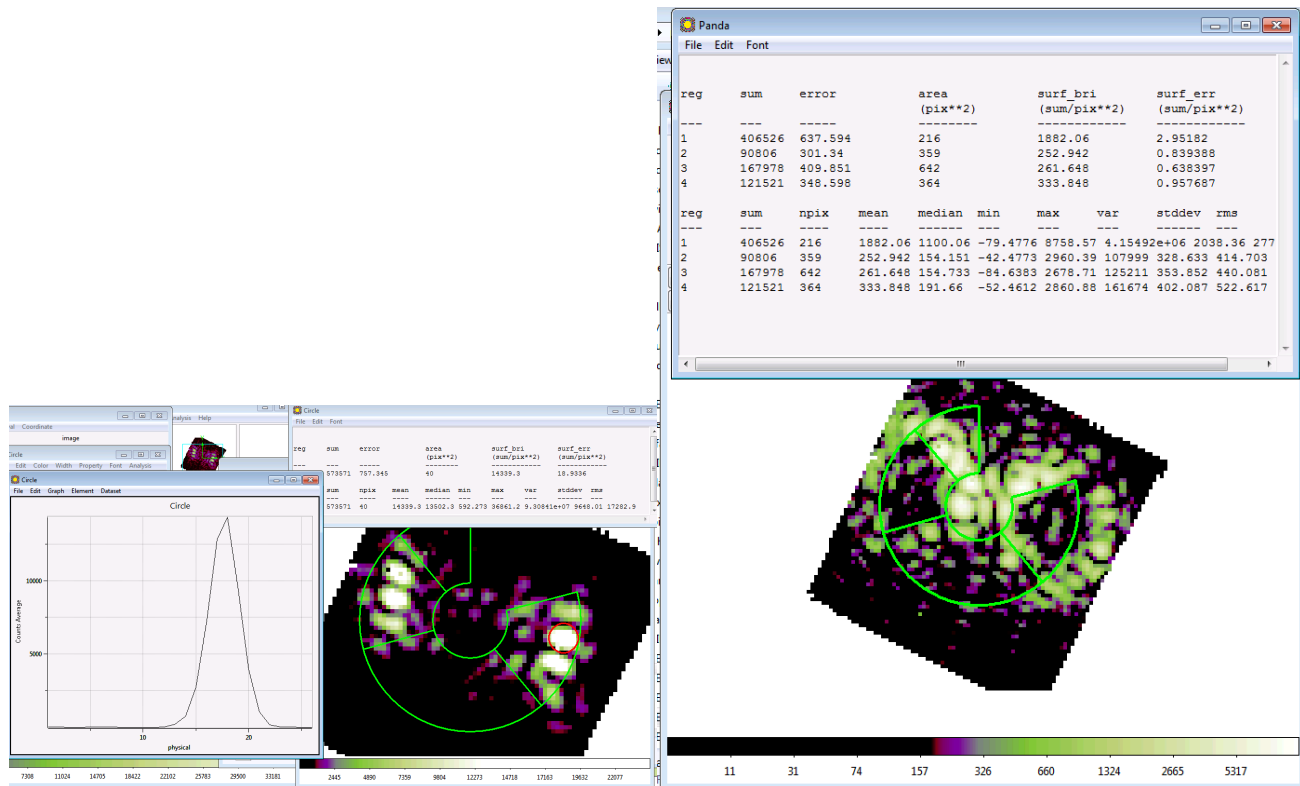 Panda
File Edit Font
reg sum error area surf_bri surf_err
(pix**2) (sum/pix**2) (sum/pix**2)
--- --- ----- -------- ------------ ------------
1 406526 637.594 216 1882.06 2.95182
2 90806 301.34 359 252.942 0.839388
3 167978 409.851 642 261.648 0.638397
4 121521 348.598 364 333.848 0.957687
reg sum npix mean median min max var stddev rms
--- --- ---- ---- ------ --- --- --- ------ ---
1 406526 216 1882.06 1100.06 -79.4776 8758.57 4.15492e+06 2038.36 277
2 90806 359 252.942 154.151 -42.4773 2960.39 107999 328.633 414.703
3 167978 642 261.648 154.733 -84.6383 2678.71 125211 353.852 440.081
4 121521 364 333.848 191.66 -52.4612 2860.88 161674 402.087 522.617
11 31 74 157 326 660 1324 2665 5317
Coordinate
image
nalysis Help
Circle
File Edit Font
reg sum error area surf_bri surf_err
(pix**2) (sum/pix**2) (sum/pix**2)
573571 757.345 40 14339.3 18.9336
sum npix mean median min max var stddev rms
573571 40 14339.3 13502.3 592.273 36861.2 9.30841e+07 9648.01 17282.9
Circle
Edit Color Width Property Font Analysis
Circle
File Edit Graph Element Dataset
Circle
Counts Average
10000
5000
10 20
physical
7308 11024 14705 18422 22102 25783 29500 33181
2445 4890 7359 9804 12273 14718 17163 19632 22077